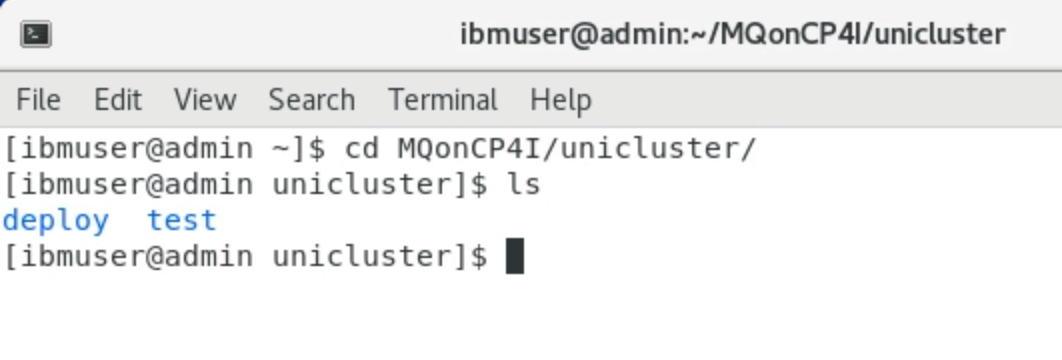 ibmuser@admin:~/MQonCP4I/unicluster
File Edit View Search Terminal Help
[ibmuser@admin ~]$ cd MQonCP4I/unicluster/
[ibmuser@admin unicluster]$ ls
deploy test
[ibmuser@admin unicluster]$